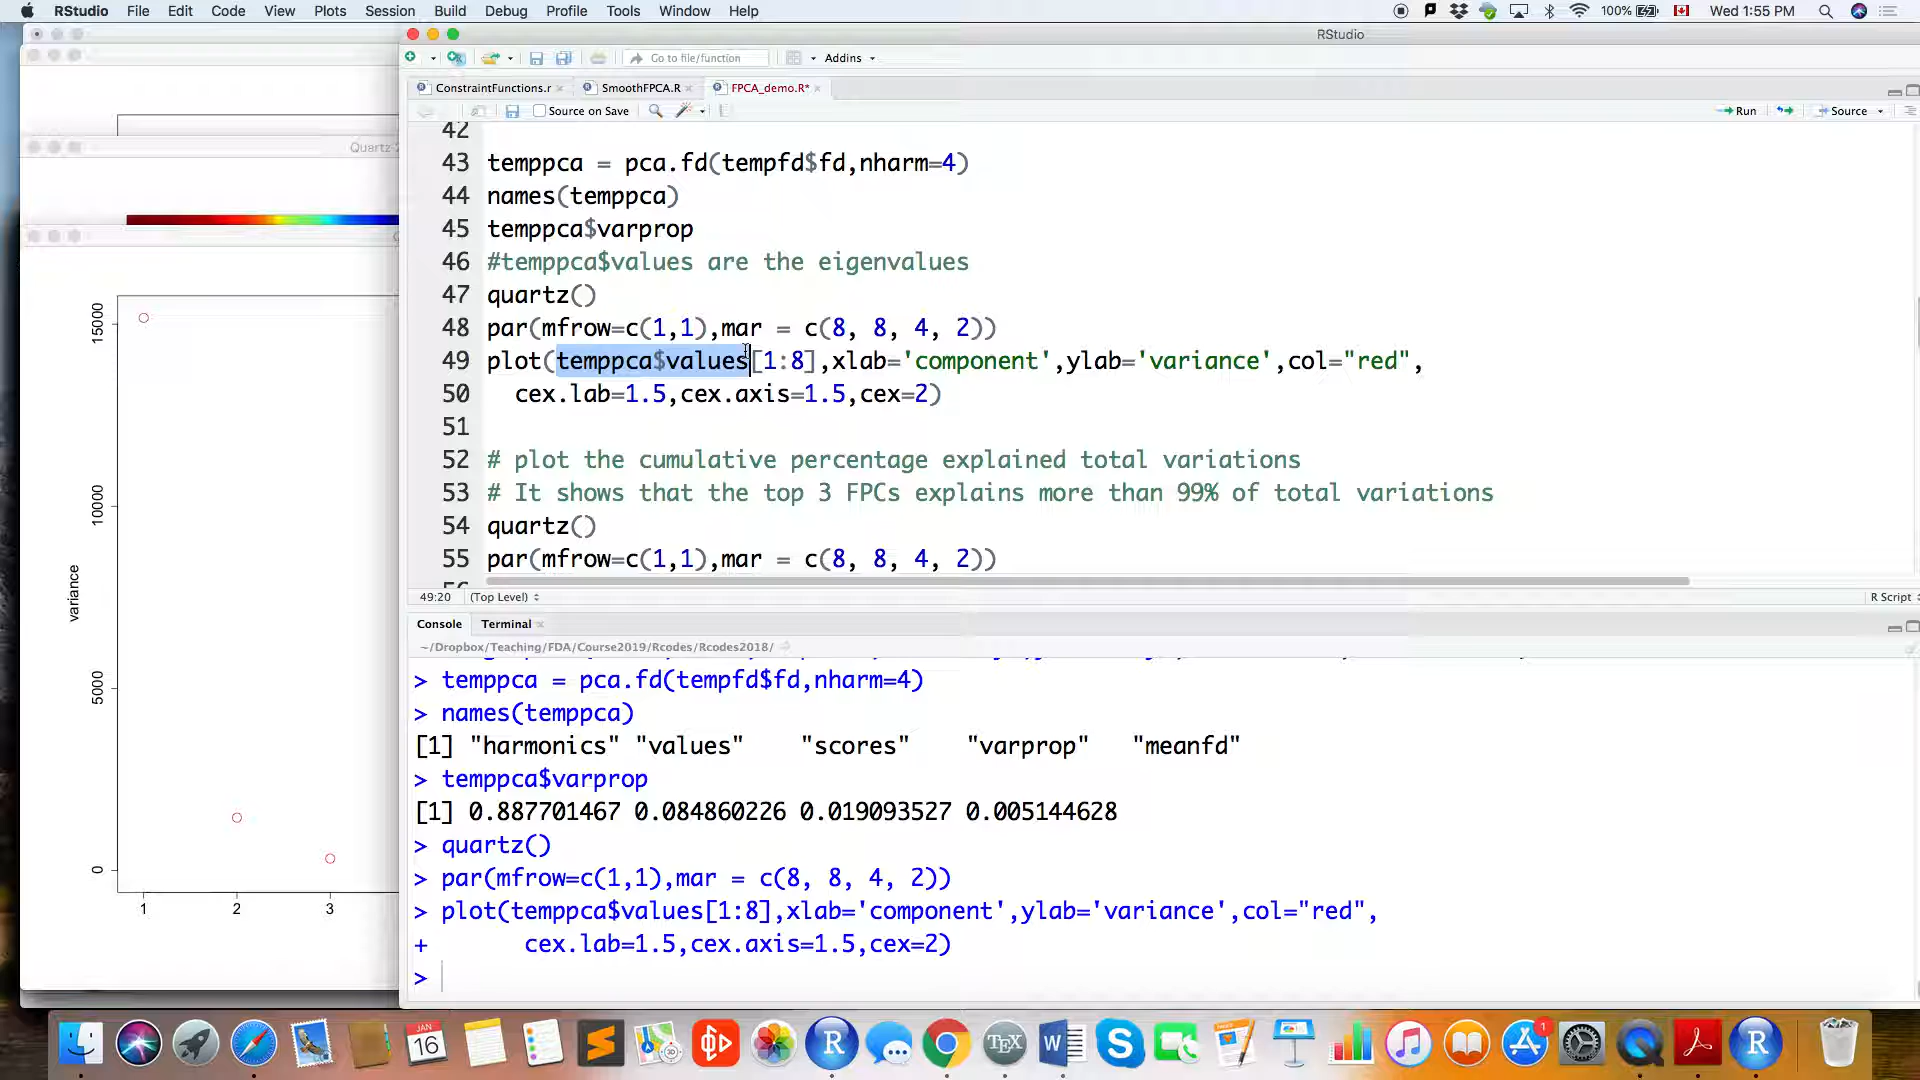 RStudio File Edit Code View Plots Session Build Debug Profile Tools Window Help 100% Wed 1:55 PM
RStudio
Go to file/function Addins
ConstraintFunctions.r SmoothFPCA.R FPCA_demo.R*
Source on Save Run Source
Quartz
42
43 temppca = pca.fd(tempfd$fd,nharm=4)
44 names(temppca)
45 temppca$varprop
46 #temppca$values are the eigenvalues
47 quartz()
48 par(mfrow=c(1,1),mar = c(8, 8, 4, 2))
49 plot(temppca$values[1:8],xlab='component',ylab='variance',col="red",
50 cex.lab=1.5,cex.axis=1.5,cex=2)
51
52 # plot the cumulative percentage explained total variations
53 # It shows that the top 3 FPCs explains more than 99% of total variations
54 quartz()
55 par(mfrow=c(1,1),mar = c(8, 8, 4, 2))
49:20 (Top Level) R Script
Console Terminal
~/Dropbox/Teaching/FDA/Course2019/Rcodes/Rcodes2018/
> temppca = pca.fd(tempfd$fd,nharm=4)
> names(temppca)
[1] "harmonics" "values" "scores" "varprop" "meanfd"
> temppca$varprop
[1] 0.887701467 0.084860226 0.019093527 0.005144628
> quartz()
> par(mfrow=c(1,1),mar = c(8, 8, 4, 2))
> plot(temppca$values[1:8],xlab='component',ylab='variance',col="red",
+ cex.lab=1.5,cex.axis=1.5,cex=2)
>
15000
10000
5000
0
variance
1 2 3
JAN
16
TEX
1